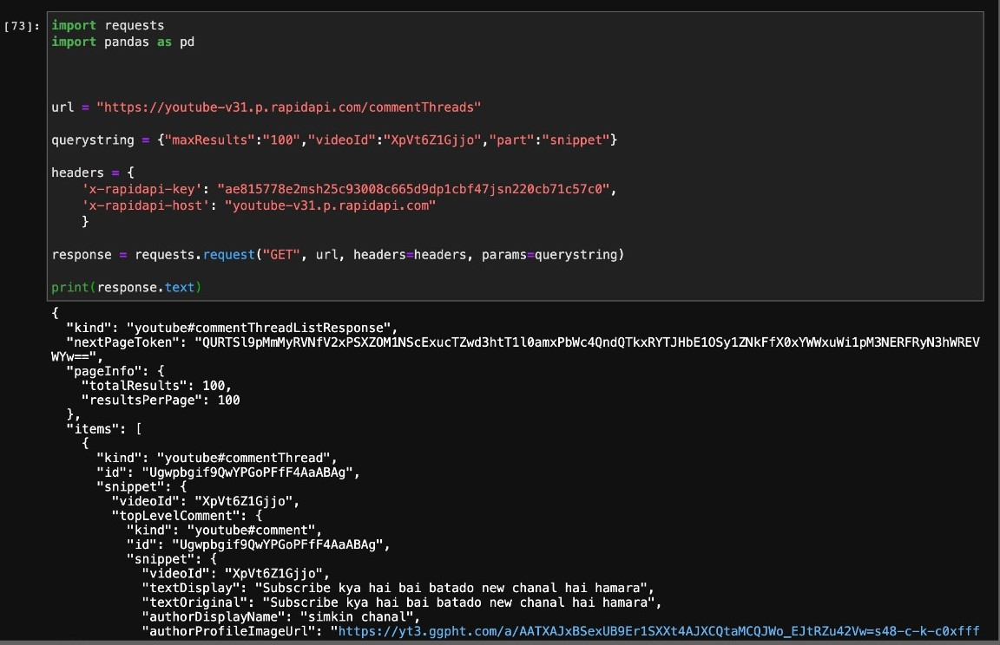 [73]: import requests
import pandas as pd
url = "https://youtube-v31.p.rapidapi.com/commentThreads"
querystring = {"maxResults":"100","videoId":"XpVt6Z1Gjjo","part":"snippet"}
headers = {
'x-rapidapi-key': "ae815778e2msh25c93008c665d9dp1cbf47jsn220cb71c57c0",
'x-rapidapi-host': "youtube-v31.p.rapidapi.com"
}
response = requests.request("GET", url, headers=headers, params=querystring)
print(response.text)
{
"kind": "youtube#commentThreadListResponse",
"nextPageToken": "QURTSl9pMmMyRVNfV2xPSXZOM1NScExucTZwd3htT1l0amxPbWc4QndQTkxRYTJHbE1OSy1ZNkFfX0xYWWxuWi1pM3NERFRyN3hWREV
WYw==",
"pageInfo": {
"totalResults": 100,
"resultsPerPage": 100
},
"items": [
{
"kind": "youtube#commentThread",
"id": "Ugwpbgif9QwYPGoPFfF4AaABAg",
"snippet": {
"videoId": "XpVt6Z1Gjjo",
"topLevelComment": {
"kind": "youtube#comment",
"id": "Ugwpbgif9QwYPGoPFfF4AaABAg",
"snippet": {
"videoId": "XpVt6Z1Gjjo",
"textDisplay": "Subscribe kya hai bai batado new chanal hai hamara",
"textOriginal": "Subscribe kya hai bai batado new chanal hai hamara",
"authorDisplayName": "simkin chanal",
"authorProfileImageUrl": "https://yt3.ggpht.com/a/AATXAJxBSexUB9Er1SXXt4AJXCQtaMCQJWo_EJtRZu42Vw=s48-c-k-c0xfff